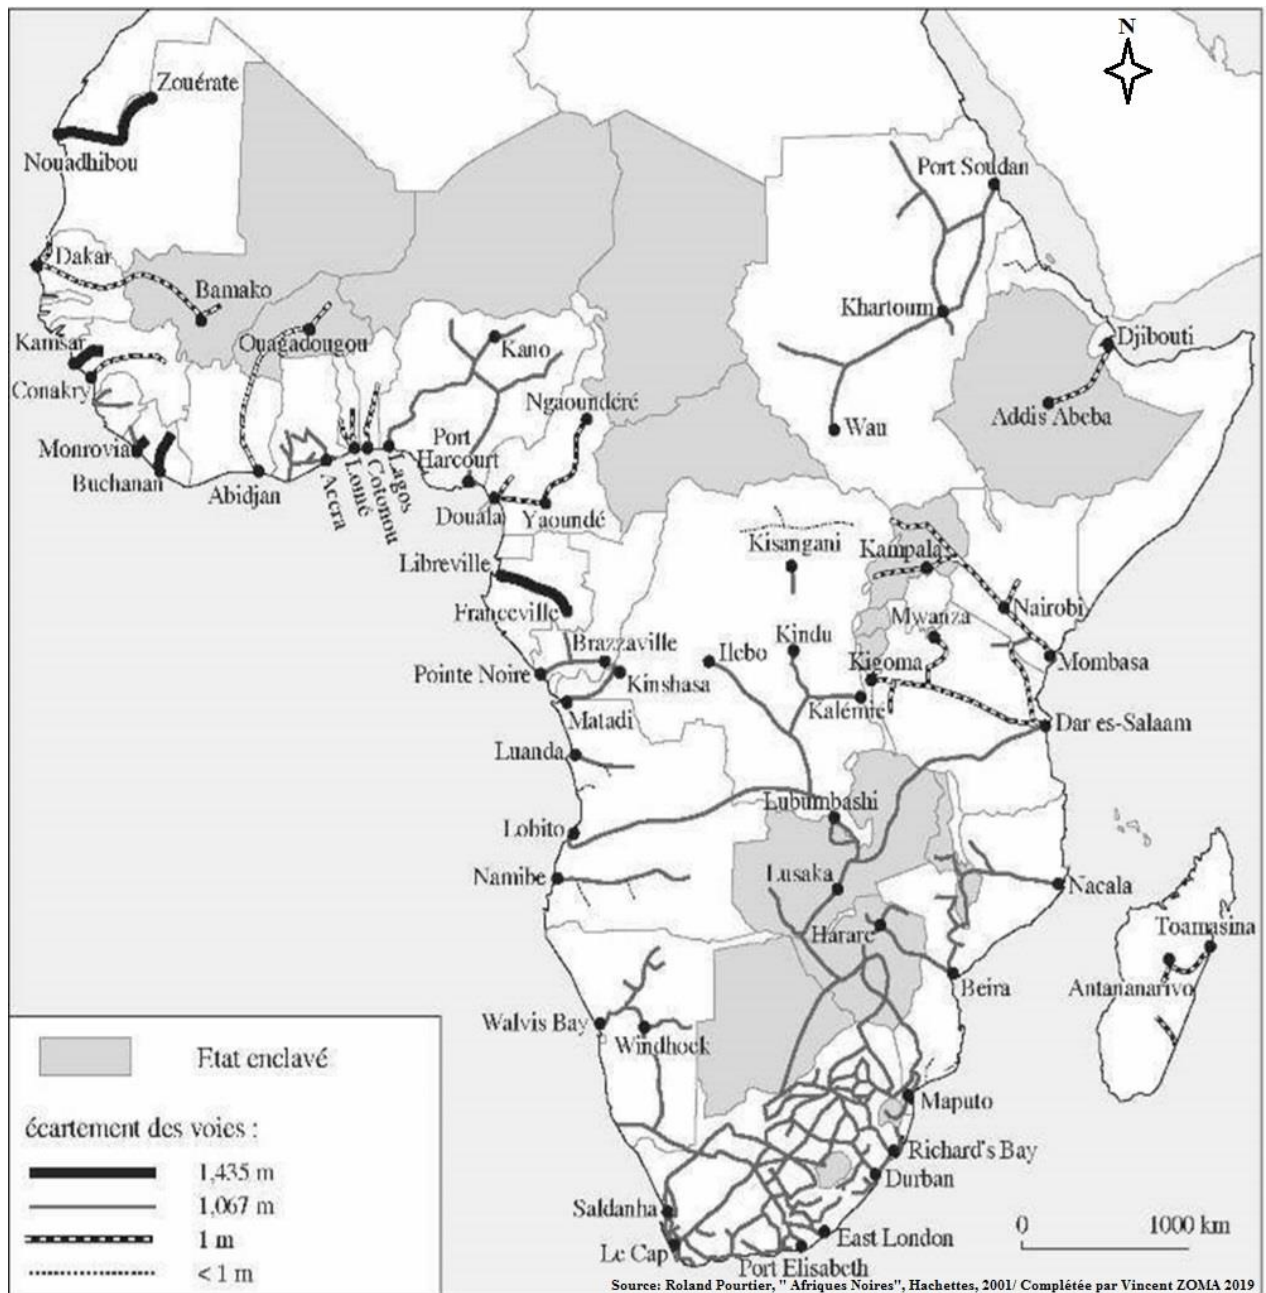 N
Zouérate
Nouadhibou
Port Soudan
Dakar
Bamako
Khartoum
Djibouti
Kamsar
Ouagadougou
Kano
Conakry
Ngaoundéré
Addis Abeba
Wau
Monrovia
Port
Harcourt
Buchanan
Abidjan
Accra
Lomé
Cotonou
Lagos
Douala
Yaoundé
Kisangani
Kampala
Libreville
Franceville
Nairobi
Mwanza
Brazzaville
Ilebo
Kindu
Kigoma
Mombasa
Pointe Noire
Kinshasa
Kalémie
Matadi
Dar es-Salaam
Luanda
Lubumbashi
Lobito
Namibe
Lusaka
Nacala
Harare
Toamasina
Beira
Antananarivo
Walvis Bay
Windhoek
Etat enclavé
Maputo
écartement des voies :
Richard's Bay
1,435 m
Durban
1,067 m
Saldanha
0 1000 km
1 m
East London
Le Cap
Port Elisabeth
< 1 m
Source: Roland Pourtier, " Afriques Noires", Hachettes, 2001/ Complétée par Vincent ZOMA 2019